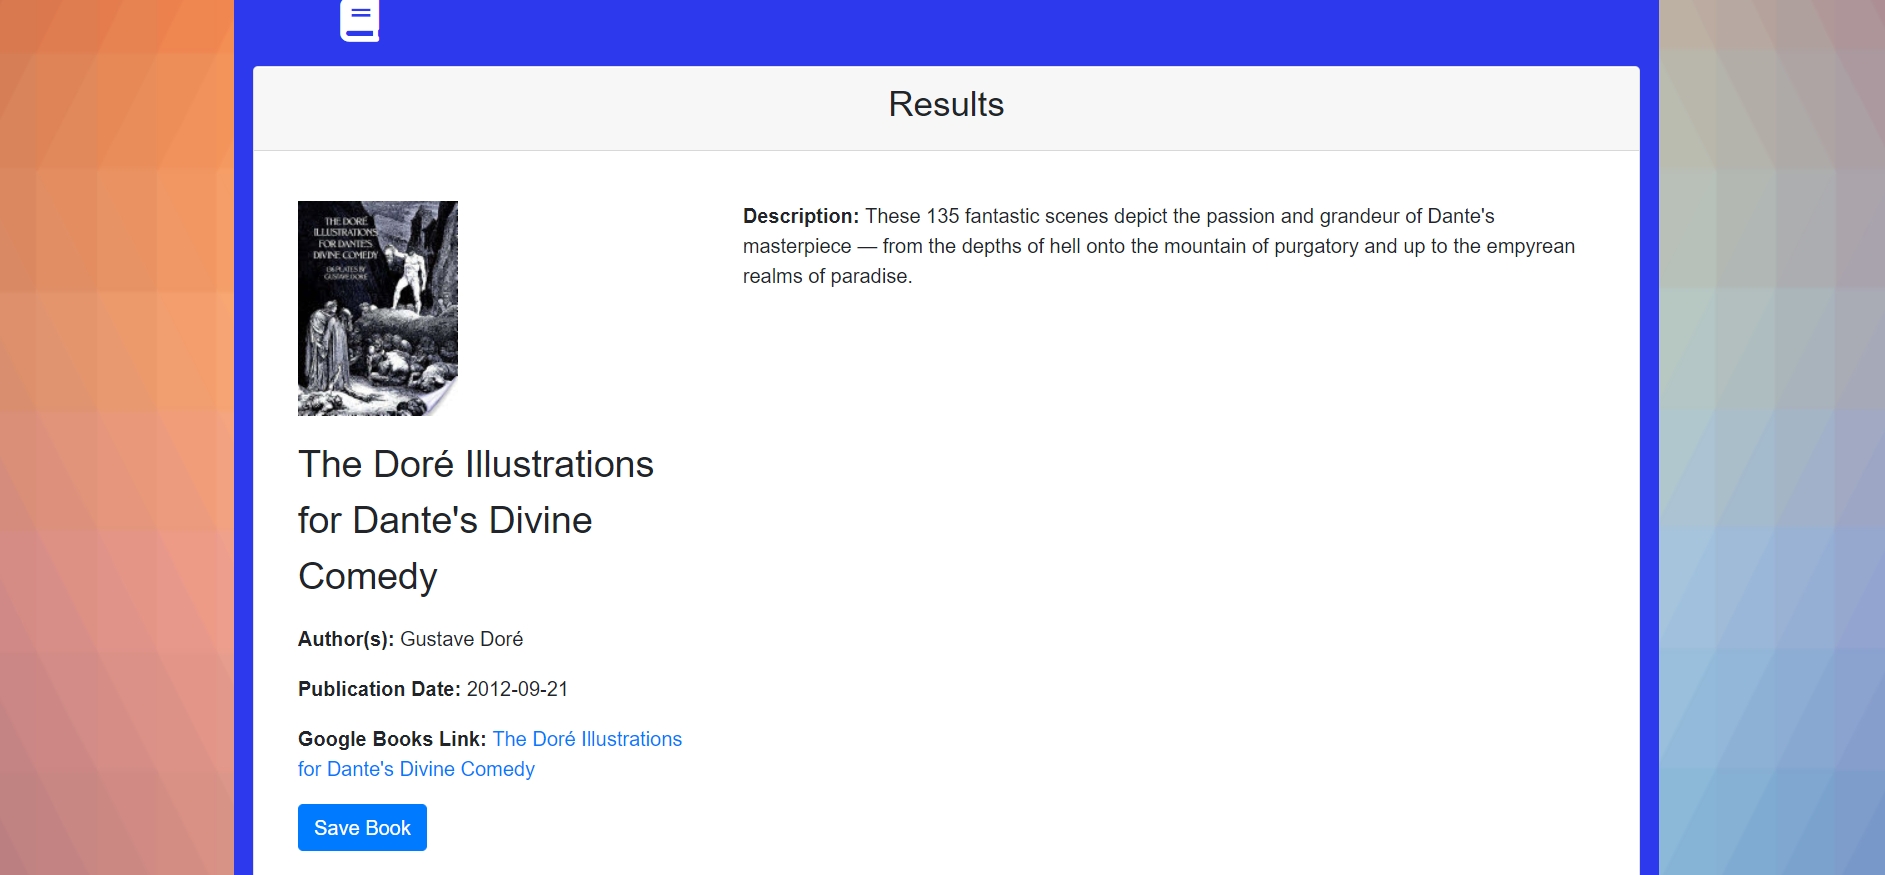 Results
THE DORÉ
ILLUSTRATIONS
FOR DANTE'S
DIVINE COMEDY
136 PLATES BY
GUSTAVE DORÉ
The Doré Illustrations
for Dante's Divine
Comedy
Author(s): Gustave Doré
Publication Date: 2012-09-21
Google Books Link: The Doré Illustrations
for Dante's Divine Comedy
Save Book
Description: These 135 fantastic scenes depict the passion and grandeur of Dante's
masterpiece — from the depths of hell onto the mountain of purgatory and up to the empyrean
realms of paradise.